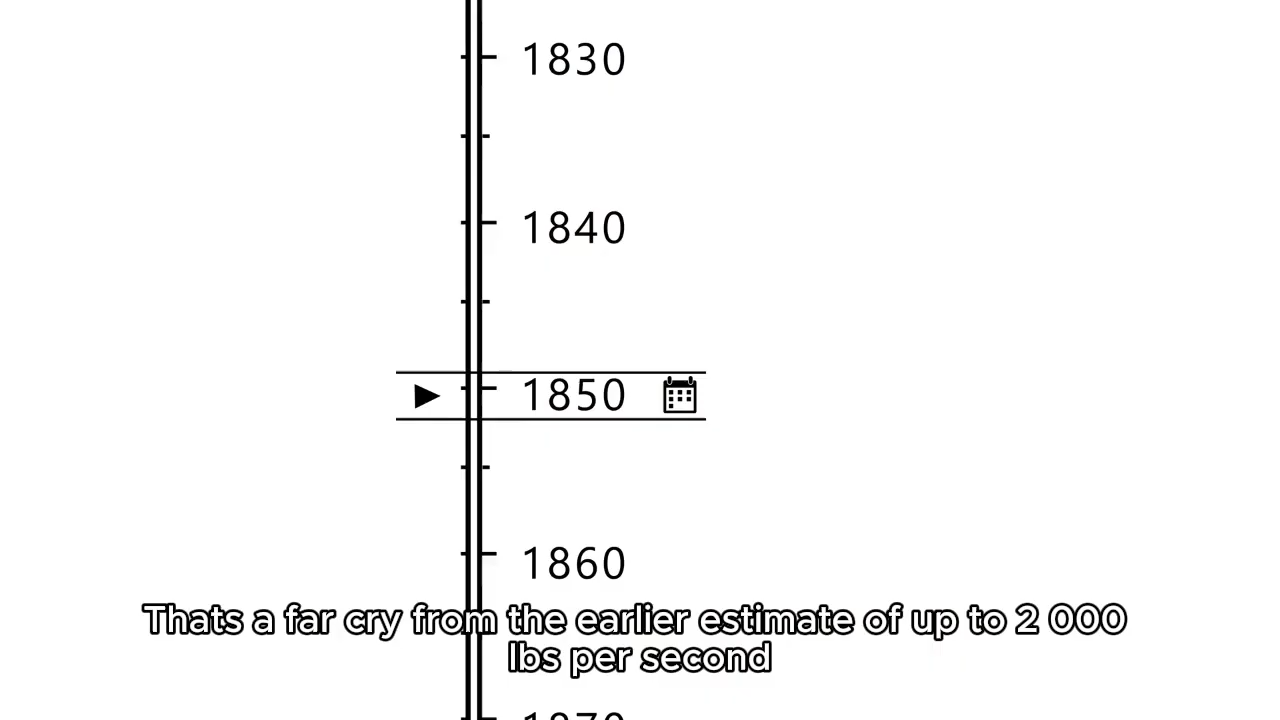 1830
1840
1850
1860
Thats a far cry from the earlier estimate of up to 2 000
lbs per second
1870